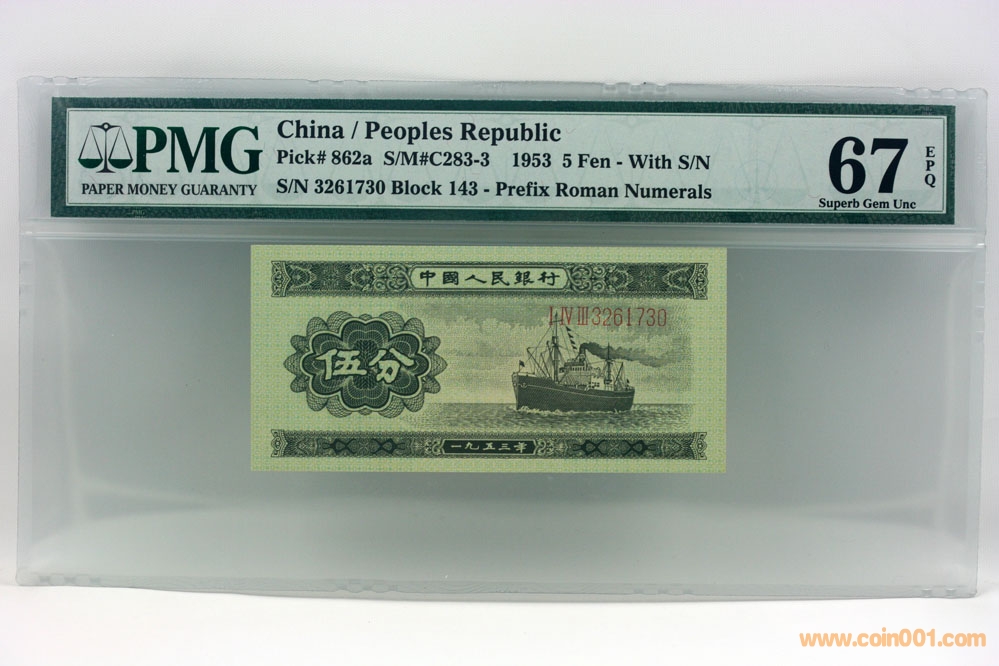 PMG
PAPER MONEY GUARANTY
China / Peoples Republic
Pick# 862a S/M#C283-3 1953 5 Fen - With S/N
S/N 3261730 Block 143 - Prefix Roman Numerals
67
EPQ
Superb Gem Unc
中國人民銀行
I IV III 3261730
伍分
一九五三年
www.coin001.com